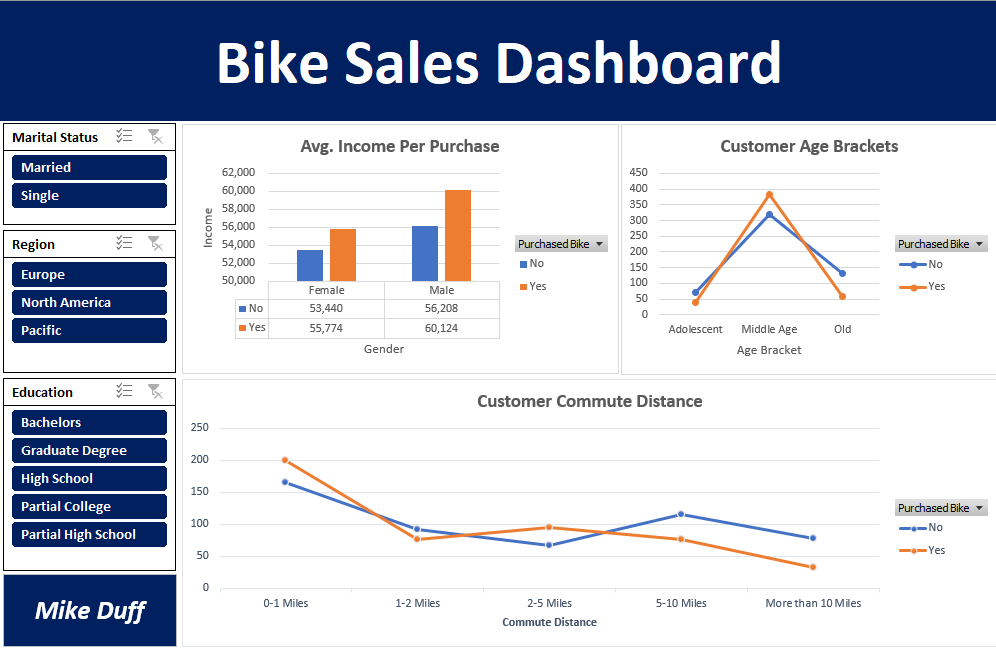 Bike Sales Dashboard
Marital Status
Married
Single
Region
Europe
North America
Pacific
Education
Bachelors
Graduate Degree
High School
Partial College
Partial High School
Mike Duff
Avg. Income Per Purchase
62,000
60,000
58,000
56,000
54,000
52,000
50,000
Income
Female Male
No 53,440 56,208
Yes 55,774 60,124
Gender
Purchased Bike
No
Yes
Customer Age Brackets
450
400
350
300
250
200
150
100
50
0
Adolescent Middle Age Old
Age Bracket
Purchased Bike
No
Yes
Customer Commute Distance
250
200
150
100
50
0
0-1 Miles 1-2 Miles 2-5 Miles 5-10 Miles More than 10 Miles
Commute Distance
Purchased Bike
No
Yes